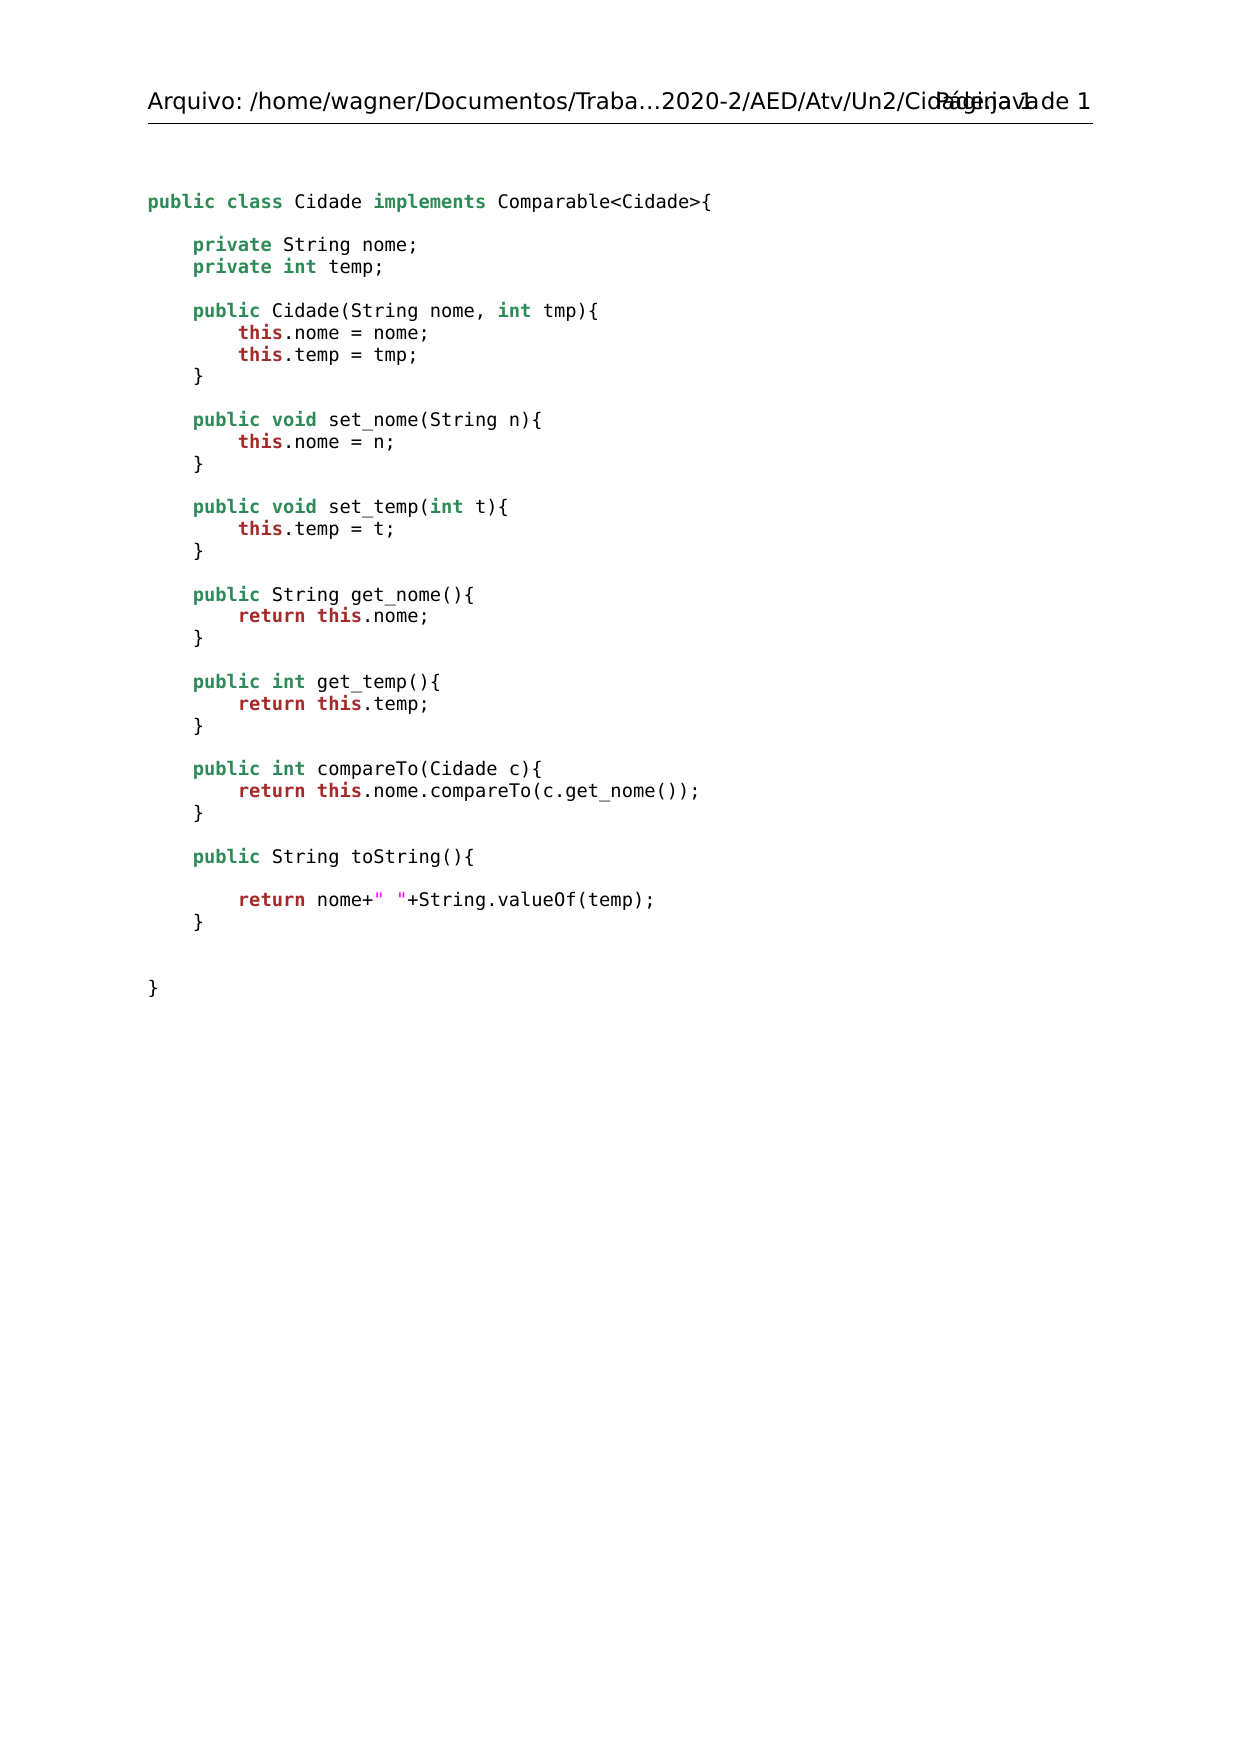 Arquivo: /home/wagner/Documentos/Traba…2020-2/AED/Atv/Un2/Cidade.java
Página 1 de 1
public class Cidade implements Comparable<Cidade>{
    private String nome;
    private int temp;
    public Cidade(String nome, int tmp){
        this.nome = nome;
        this.temp = tmp;
    }
    public void set_nome(String n){
        this.nome = n;
    }
    public void set_temp(int t){
        this.temp = t;
    }
    public String get_nome(){
        return this.nome;
    }
    public int get_temp(){
        return this.temp;
    }
    public int compareTo(Cidade c){
        return this.nome.compareTo(c.get_nome());
    }
    public String toString(){
        return nome+" "+String.valueOf(temp);
    }
}